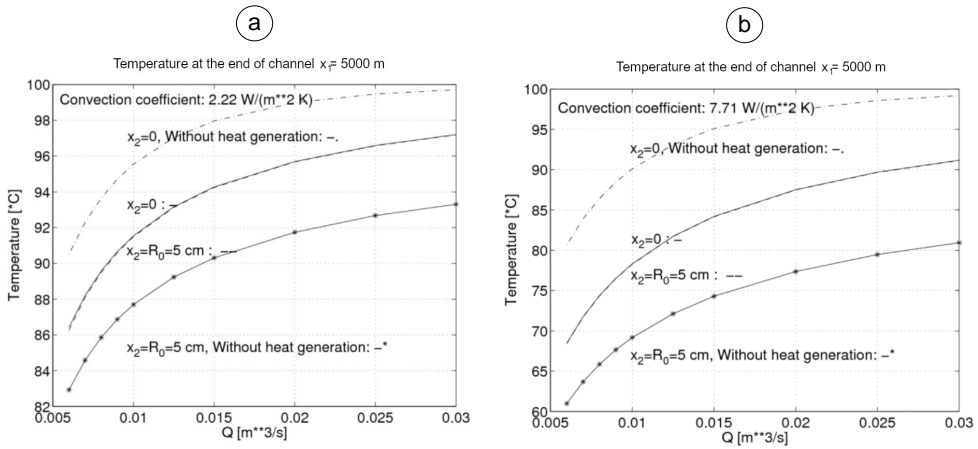 a
Temperature at the end of channel x₁= 5000 m
Convection coefficient: 2.22 W/(m**2 K)
x₂=0, Without heat generation: –.
x₂=0 : –
x₂=R₀=5 cm : ––
x₂=R₀=5 cm, Without heat generation: –*
Temperature [*C]
100
98
96
94
92
90
88
86
84
82
0.005 0.01 0.015 0.02 0.025 0.03
Q [m**3/s]
b
Temperature at the end of channel x₁= 5000 m
Convection coefficient: 7.71 W/(m**2 K)
x₂=0, Without heat generation: –.
x₂=0 : –
x₂=R₀=5 cm : ––
x₂=R₀=5 cm, Without heat generation: –*
Temperature [*C]
100
95
90
85
80
75
70
65
60
0.005 0.01 0.015 0.02 0.025 0.03
Q [m**3/s]